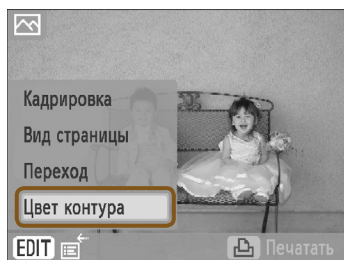 Кадрировка
Вид страницы
Переход
Цвет контура
EDIT
Печатать